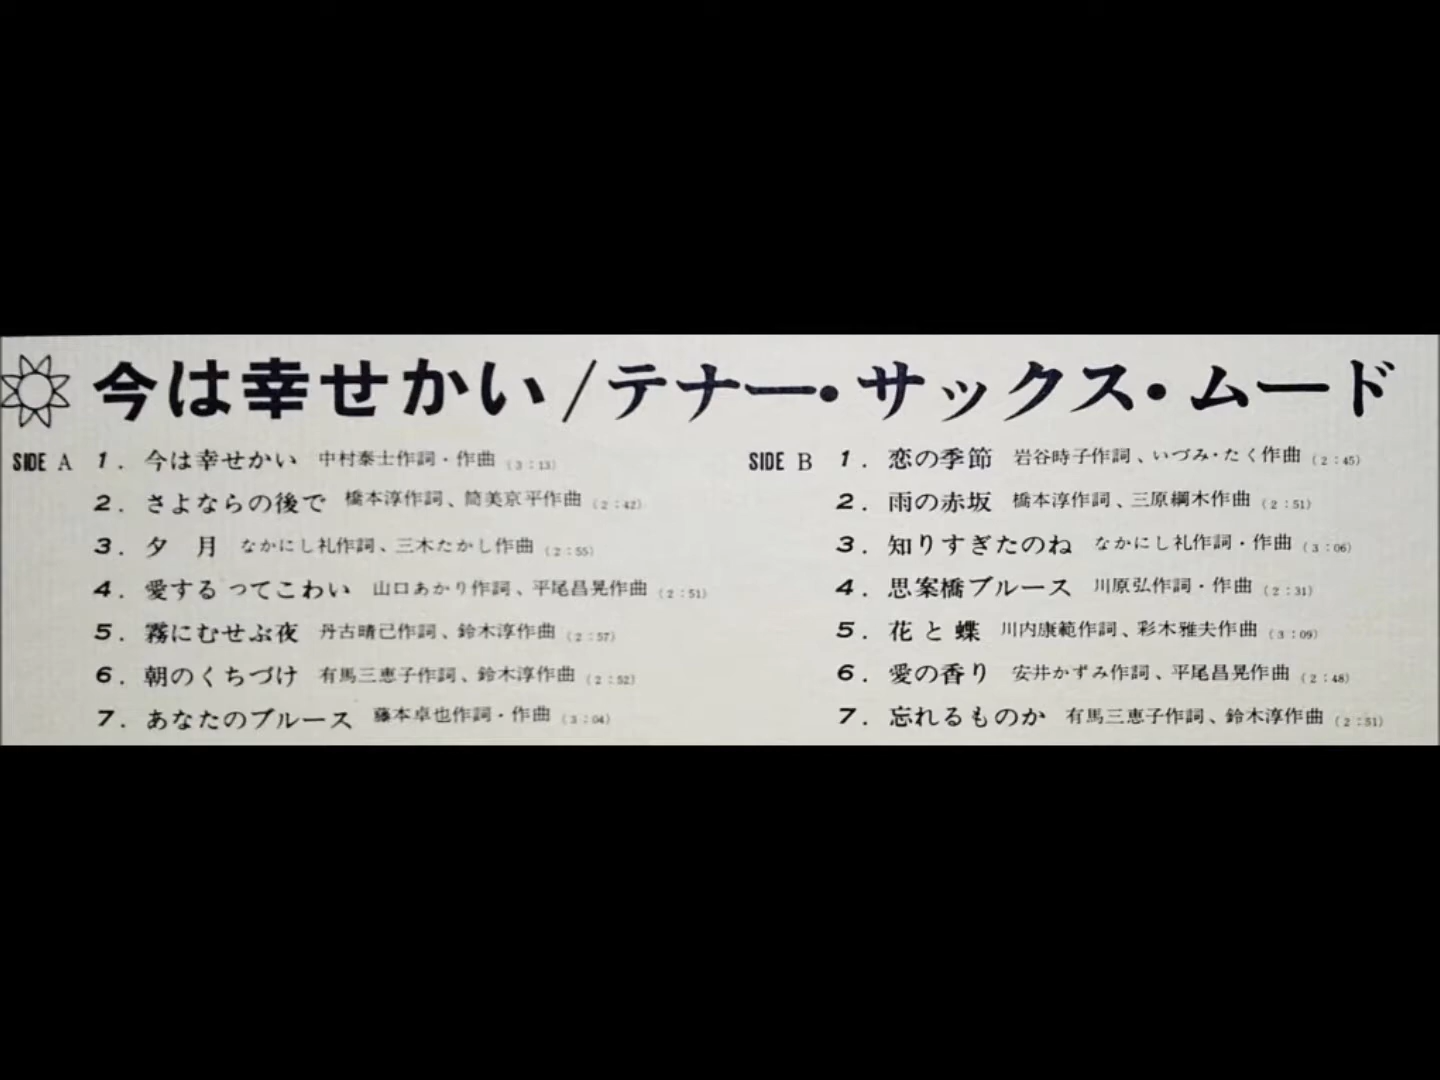 今は幸せかい/テナー・サックス・ムード
SIDE A 1. 今は幸せかい 中村泰士作詞・作曲 (3:13)
2. さよならの後で 橋本淳作詞、筒美京平作曲 (2:42)
3. 夕 月 なかにし礼作詞、三木たかし作曲 (2:55)
4. 愛するってこわい 山口あかり作詞、平尾昌晃作曲 (2:51)
5. 霧にむせぶ夜 丹古晴己作詞、鈴木淳作曲 (2:57)
6. 朝のくちづけ 有馬三恵子作詞、鈴木淳作曲 (2:52)
7. あなたのブルース 藤本卓也作詞・作曲 (3:04)
SIDE B 1. 恋の季節 岩谷時子作詞、いづみ・たく作曲 (2:45)
2. 雨の赤坂 橋本淳作詞、三原綱木作曲 (2:51)
3. 知りすぎたのね なかにし礼作詞・作曲 (3:06)
4. 思案橋ブルース 川原弘作詞・作曲 (2:31)
5. 花と蝶 川内康範作詞、彩木雅夫作曲 (3:09)
6. 愛の香り 安井かずみ作詞、平尾昌晃作曲 (2:48)
7. 忘れるものか 有馬三恵子作詞、鈴木淳作曲 (2:51)